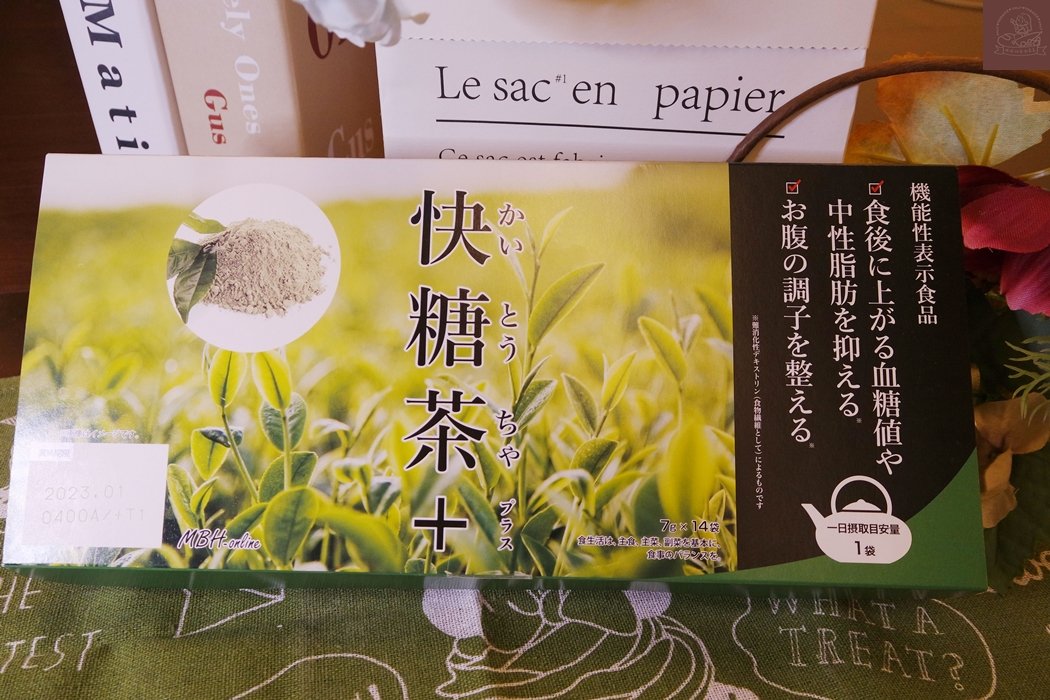 Mati
ely Ones
Gus
Gus
Le sac #1 en papier
快糖茶+
かいとうちゃプラス
機能性表示食品
食後に上がる血糖値や
中性脂肪を抑える※
お腹の調子を整える※
※難消化性デキストリン(食物繊維として)によるものです
一日摂取目安量
1袋
7g×14袋
食生活は、主食、主菜、副菜を基本に、
食事のバランスを。
MBH-online
2023.01
0400A/+T1
HE
TEST
WHAT A
TREAT?